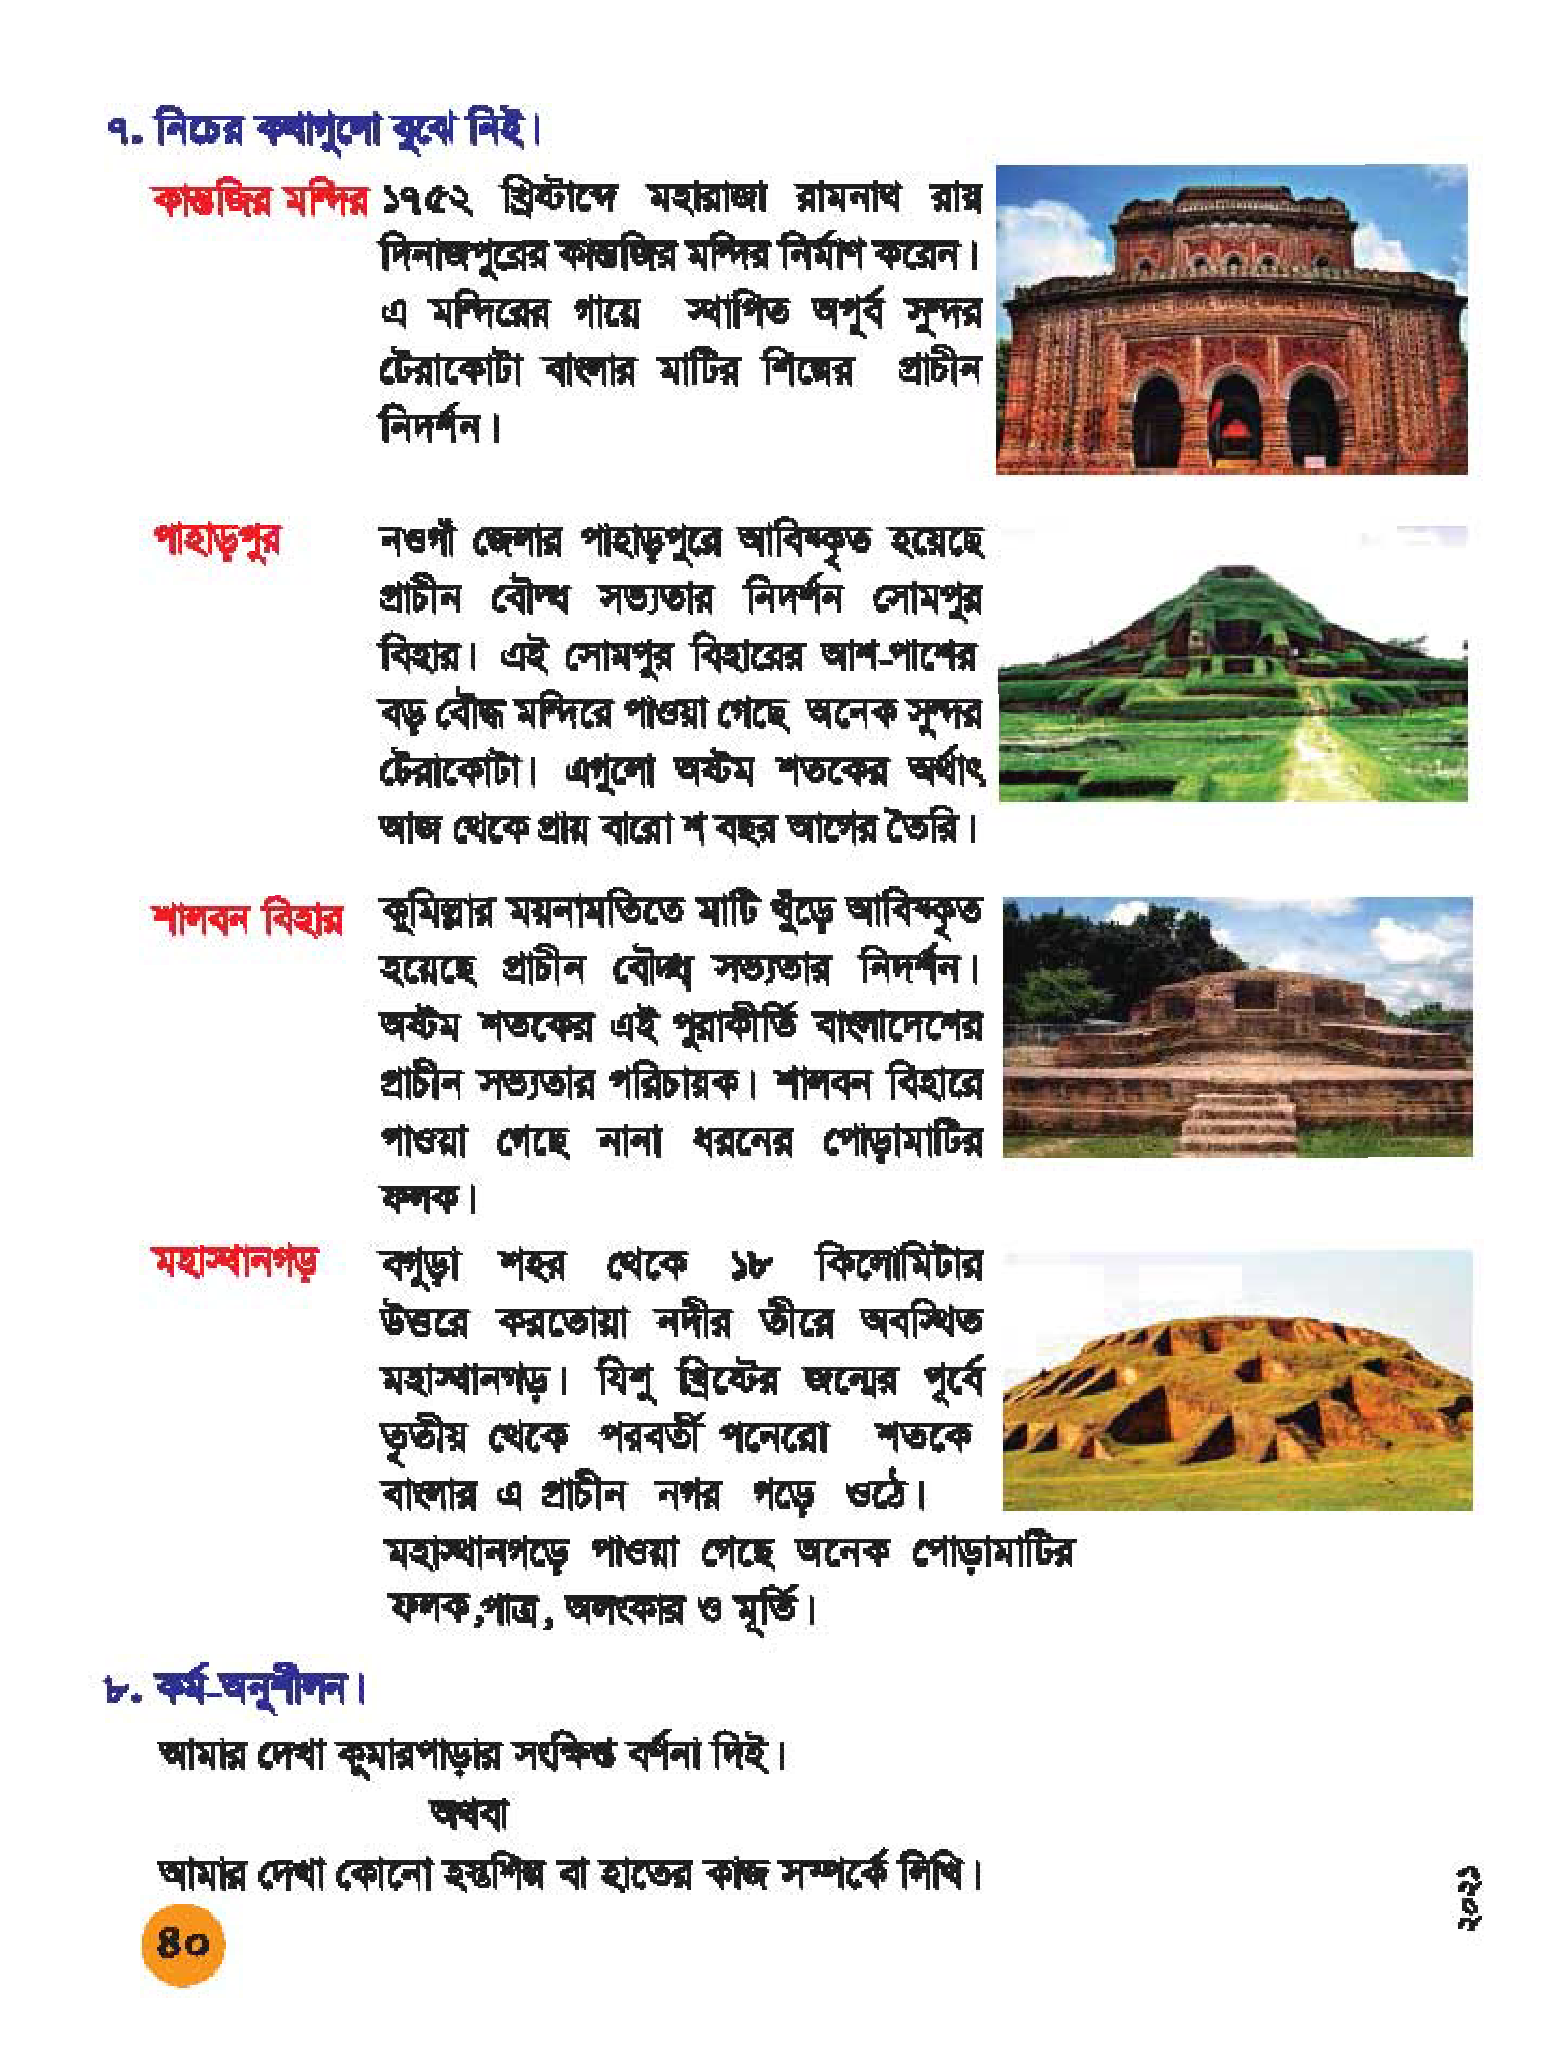 ৭. নিচের কথাগুলো বুঝে নিই।
কান্তজির মন্দির ১৭৫২ খ্রিষ্টাব্দে মহারাজা রামনাথ রায়
দিনাজপুরের কান্তজির মন্দির নির্মাণ করেন।
এ মন্দিরের গায়ে স্থাপিত অপূর্ব সুন্দর
টেরাকোটা বাংলার মাটির শিল্পের প্রাচীন
নিদর্শন।
পাহাড়পুর নওগাঁ জেলার পাহাড়পুরে আবিষ্কৃত হয়েছে
প্রাচীন বৌদ্ধ সভ্যতার নিদর্শন সোমপুর
বিহার। এই সোমপুর বিহারের আশ-পাশের
বড় বৌদ্ধ মন্দিরে পাওয়া গেছে অনেক সুন্দর
টেরাকোটা। এগুলো অষ্টম শতকের অর্থাৎ
আজ থেকে প্রায় বারো শ বছর আগের তৈরি।
শালবন বিহার কুমিল্লার ময়নামতিতে মাটি খুঁড়ে আবিষ্কৃত
হয়েছে প্রাচীন বৌদ্ধ সভ্যতার নিদর্শন।
অষ্টম শতকের এই পুরাকীর্তি বাংলাদেশের
প্রাচীন সভ্যতার পরিচায়ক। শালবন বিহারে
পাওয়া গেছে নানা ধরনের পোড়ামাটির
ফলক।
মহাস্থানগড় বগুড়া শহর থেকে ১৮ কিলোমিটার
উত্তরে করতোয়া নদীর তীরে অবস্থিত
মহাস্থানগড়। যিশু খ্রিষ্টের জন্মের পূর্বে
তৃতীয় থেকে পরবর্তী পনেরো শতকে
বাংলার এ প্রাচীন নগর গড়ে ওঠে।
মহাস্থানগড়ে পাওয়া গেছে অনেক পোড়ামাটির
ফলক,পাত্র, অলংকার ও মূর্তি।
৮. কর্ম-অনুশীলন।
আমার দেখা কুমারপাড়ার সংক্ষিপ্ত বর্ণনা দিই।
অথবা
আমার দেখা কোনো হস্তশিল্প বা হাতের কাজ সম্পর্কে লিখি।
৪০
২০২১